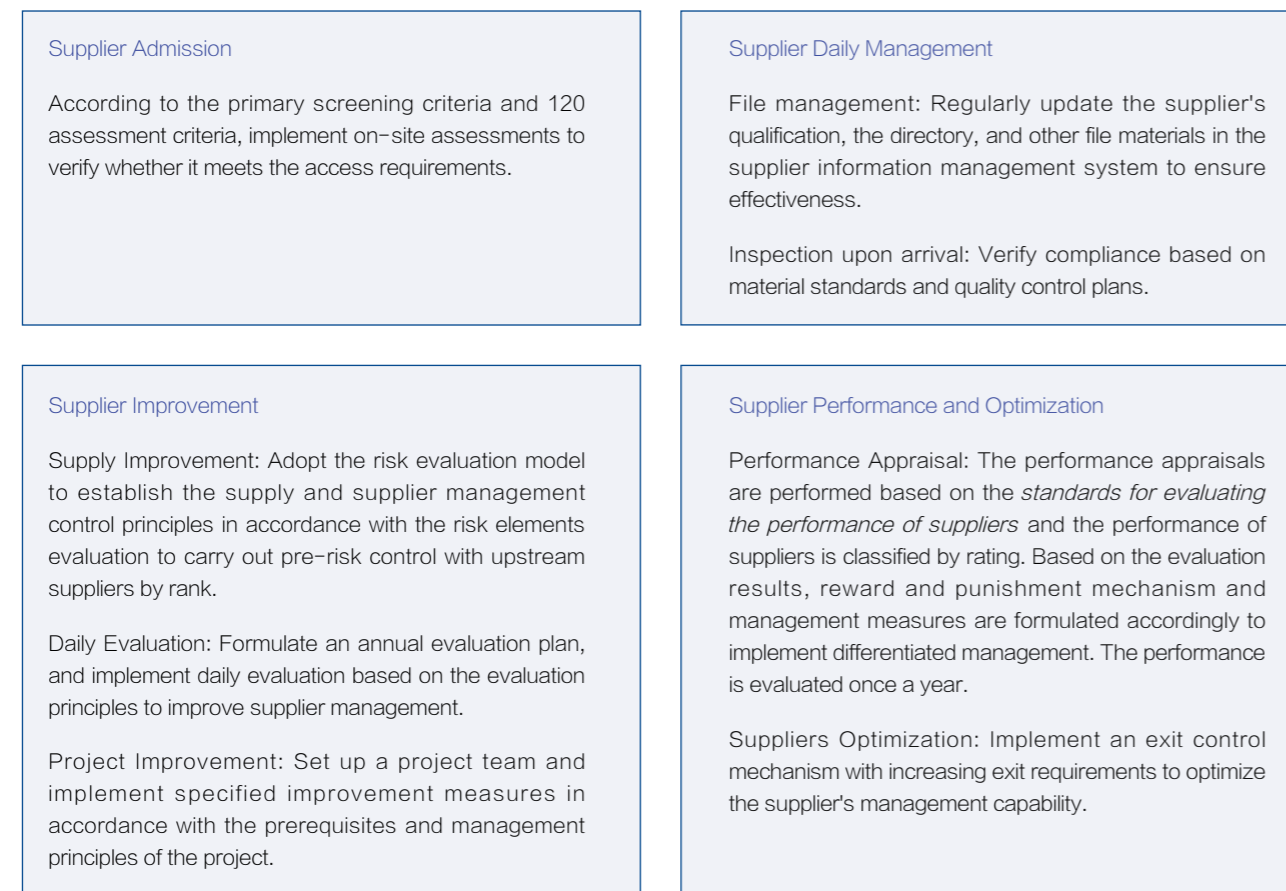 Supplier Admission
According to the primary screening criteria and 120
assessment criteria, implement on-site assessments to
verify whether it meets the access requirements.
Supplier Daily Management
File management: Regularly update the supplier's
qualification, the directory, and other file materials in the
supplier information management system to ensure
effectiveness.
Inspection upon arrival: Verify compliance based on
material standards and quality control plans.
Supplier Improvement
Supply Improvement: Adopt the risk evaluation model
to establish the supply and supplier management
control principles in accordance with the risk elements
evaluation to carry out pre-risk control with upstream
suppliers by rank.
Daily Evaluation: Formulate an annual evaluation plan,
and implement daily evaluation based on the evaluation
principles to improve supplier management.
Project Improvement: Set up a project team and
implement specified improvement measures in
accordance with the prerequisites and management
principles of the project.
Supplier Performance and Optimization
Performance Appraisal: The performance appraisals
are performed based on the standards for evaluating
the performance of suppliers and the performance of
suppliers is classified by rating. Based on the evaluation
results, reward and punishment mechanism and
management measures are formulated accordingly to
implement differentiated management. The performance
is evaluated once a year.
Suppliers Optimization: Implement an exit control
mechanism with increasing exit requirements to optimize
the supplier's management capability.